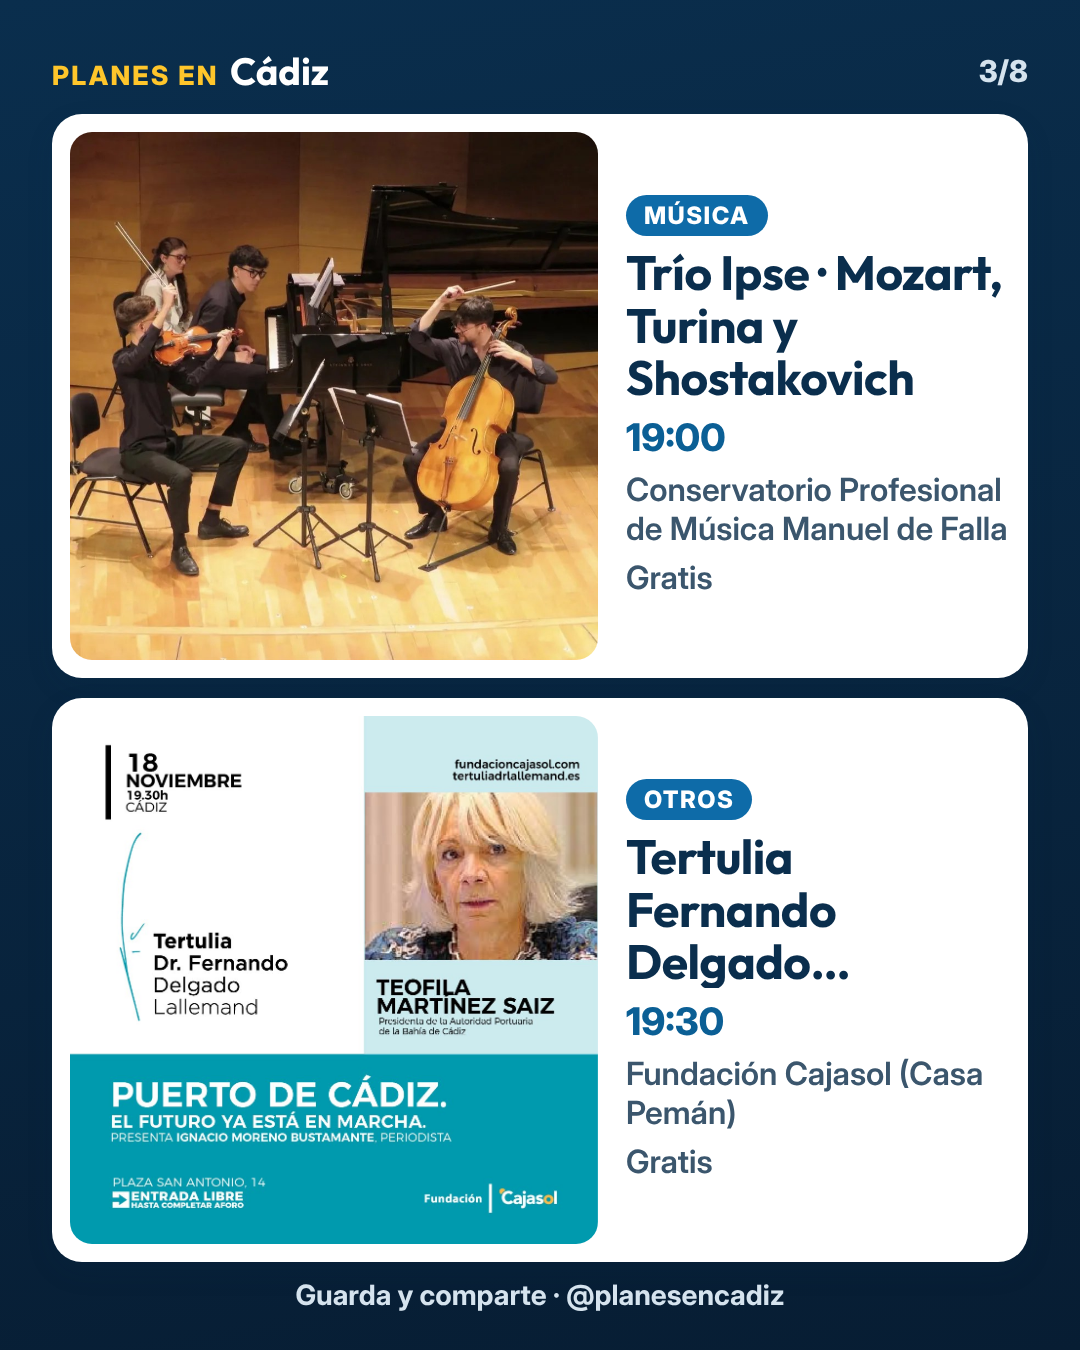 PLANES EN Cádiz
3/8
MÚSICA
Trío Ipse · Mozart,
Turina y
Shostakovich
19:00
Conservatorio Profesional
de Música Manuel de Falla
Gratis
18
NOVIEMBRE
19.30h
CÁDIZ
Tertulia
Dr. Fernando
Delgado
Lallemand
fundacioncajasol.com
tertuliadrlallemand.es
TEOFILA
MARTÍNEZ SAIZ
Presidenta de la Autoridad Portuaria
de la Bahía de Cádiz
PUERTO DE CÁDIZ.
EL FUTURO YA ESTÁ EN MARCHA.
PRESENTA IGNACIO MORENO BUSTAMANTE, PERIODISTA
PLAZA SAN ANTONIO, 14
ENTRADA LIBRE
HASTA COMPLETAR AFORO
Fundación Cajasol
OTROS
Tertulia
Fernando
Delgado...
19:30
Fundación Cajasol (Casa
Pemán)
Gratis
Guarda y comparte · @planesencadiz